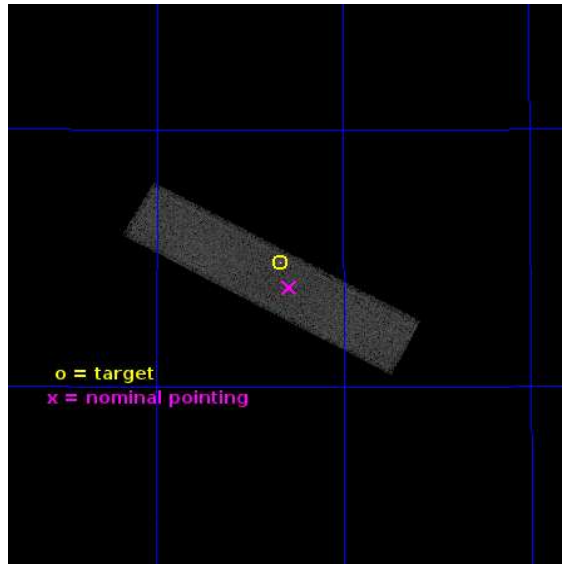 o = target
x = nominal pointing